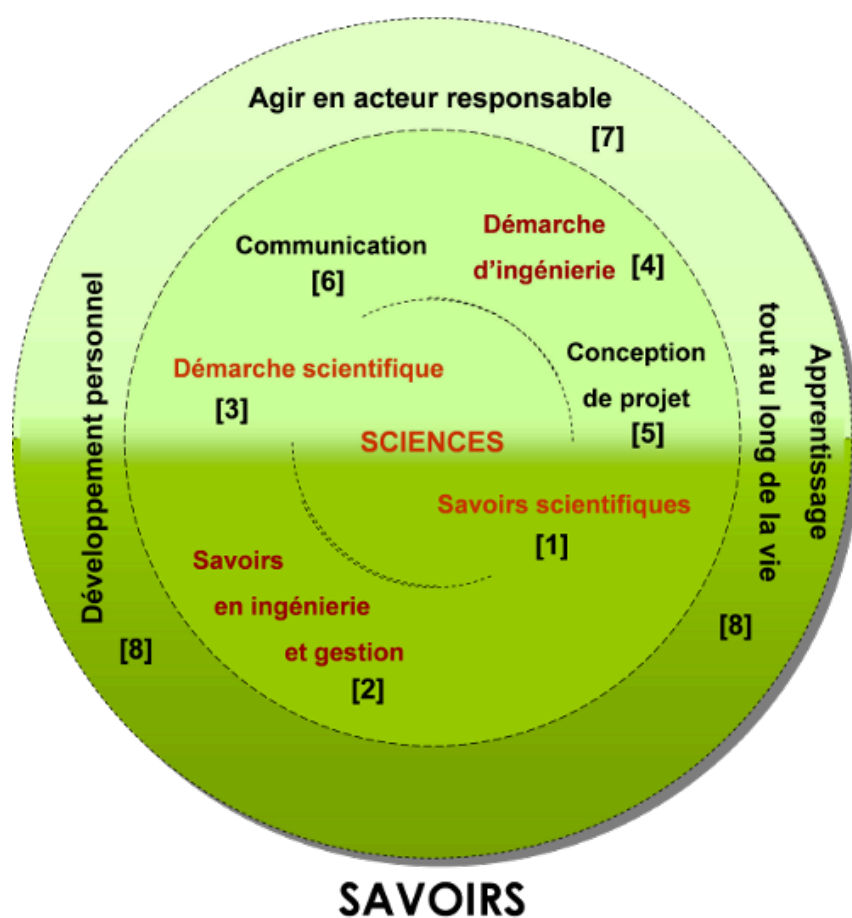 Agir en acteur responsable
[7]
Démarche
d'ingénierie [4]
Communication
[6]
Développement personnel
[8]
Démarche scientifique
[3]
Conception
de projet
[5]
Apprentissage
tout au long de la vie
[8]
SCIENCES
Savoirs scientifiques
[1]
Savoirs
en ingénierie
et gestion
[2]
SAVOIRS